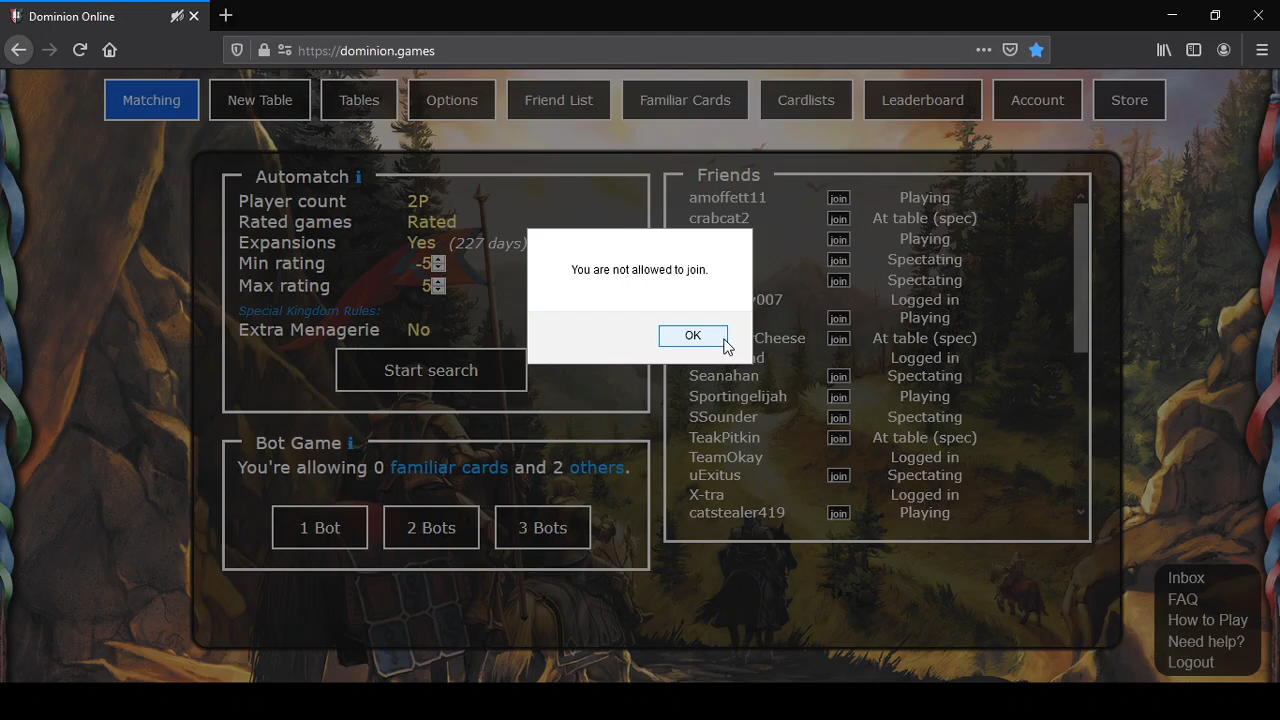 Dominion Online
https://dominion.games
Matching
New Table
Tables
Options
Friend List
Familiar Cards
Cardlists
Leaderboard
Account
Store
Automatch i
Player count 2P
Rated games Rated
Expansions Yes (227 days)
Min rating -5
Max rating 5
Special Kingdom Rules:
Extra Menagerie No
Start search
Bot Game i
You're allowing 0 familiar cards and 2 others.
1 Bot
2 Bots
3 Bots
You are not allowed to join.
OK
Friends
amoffett11 join Playing
crabcat2 join At table (spec)
join Playing
join Spectating
join Spectating
007 Logged in
join Playing
Cheese join At table (spec)
Logged in
Seanahan join Spectating
Sportingelijah join Playing
SSounder join Spectating
TeakPitkin join At table (spec)
TeamOkay Logged in
uExitus join Spectating
X-tra Logged in
catstealer419 join Playing
Inbox
FAQ
How to Play
Need help?
Logout